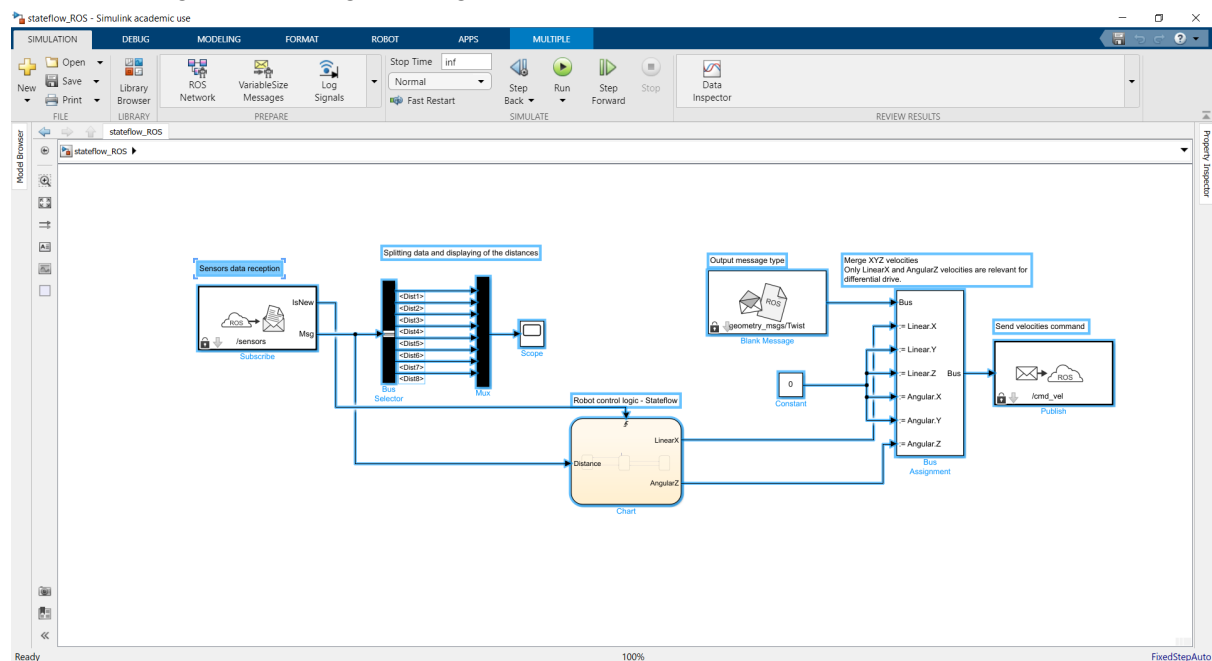 stateflow_ROS - Simulink academic use
SIMULATION DEBUG MODELING FORMAT ROBOT APPS MULTIPLE
New
Open
Save
Print
FILE
Library
Browser
LIBRARY
ROS
Network
VariableSize
Messages
Log
Signals
PREPARE
Stop Time inf
Normal
Fast Restart
Step
Back
Run
Step
Forward
Stop
SIMULATE
Data
Inspector
REVIEW RESULTS
Model Browser
Property Inspector
stateflow_ROS
stateflow_ROS
Sensors data reception
IsNew
Msg
ROS
/sensors
Subscribe
Splitting data and displaying of the distances
<Dist1>
<Dist2>
<Dist3>
<Dist4>
<Dist5>
<Dist6>
<Dist7>
<Dist8>
Bus
Selector
Mux
Scope
Robot control logic - Stateflow
Distance
LinearX
AngularZ
Chart
Output message type
ROS
geometry_msgs/Twist
Blank Message
0
Constant
Merge XYZ velocities
Only LinearX and AngularZ velocities are relevant for
differential drive.
Bus
:= Linear.X
:= Linear.Y
:= Linear.Z
Bus
:= Angular.X
:= Angular.Y
:= Angular.Z
Bus
Assignment
Send velocities command
ROS
/cmd_vel
Publish
Ready
100%
FixedStepAuto